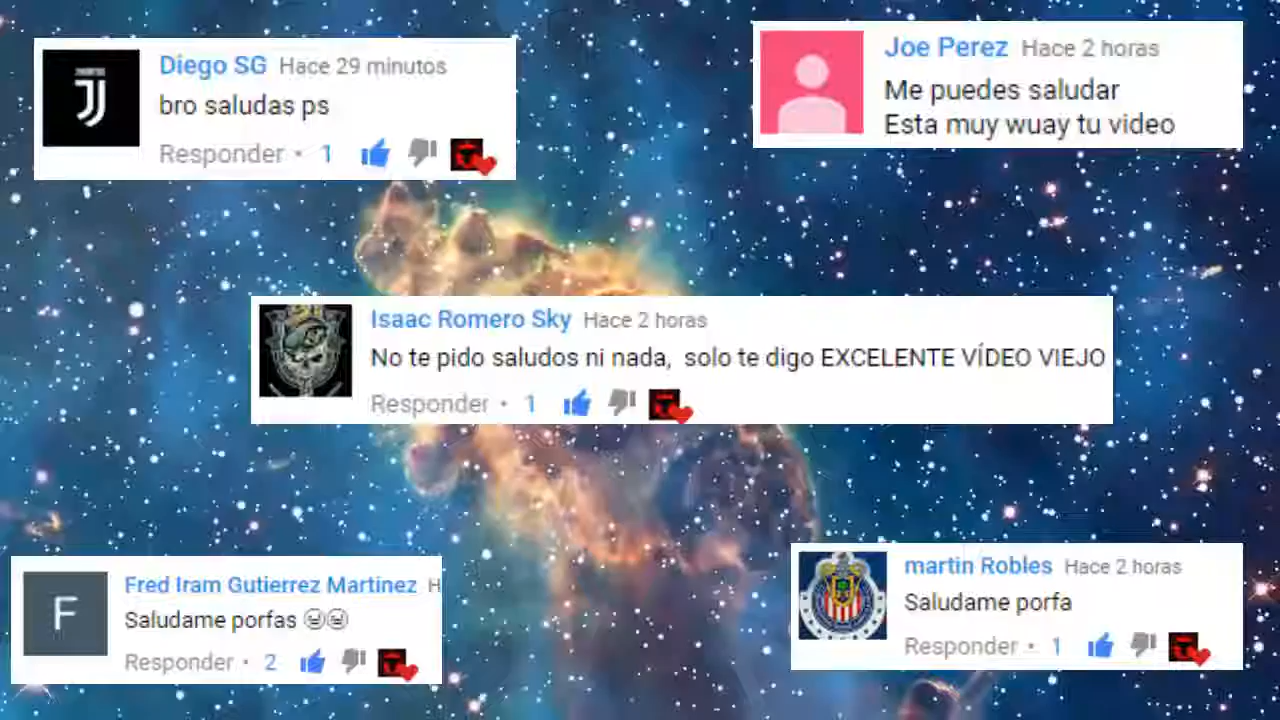 Diego SG Hace 29 minutos
bro saludas ps
Responder • 1
Joe Perez Hace 2 horas
Me puedes saludar
Esta muy wuay tu video
Isaac Romero Sky Hace 2 horas
No te pido saludos ni nada, solo te digo EXCELENTE VÍDEO VIEJO
Responder • 1
Fred Iram Gutierrez Martinez H
Saludame porfas
Responder • 2
F
martin Robles Hace 2 horas
Saludame porfa
Responder • 1